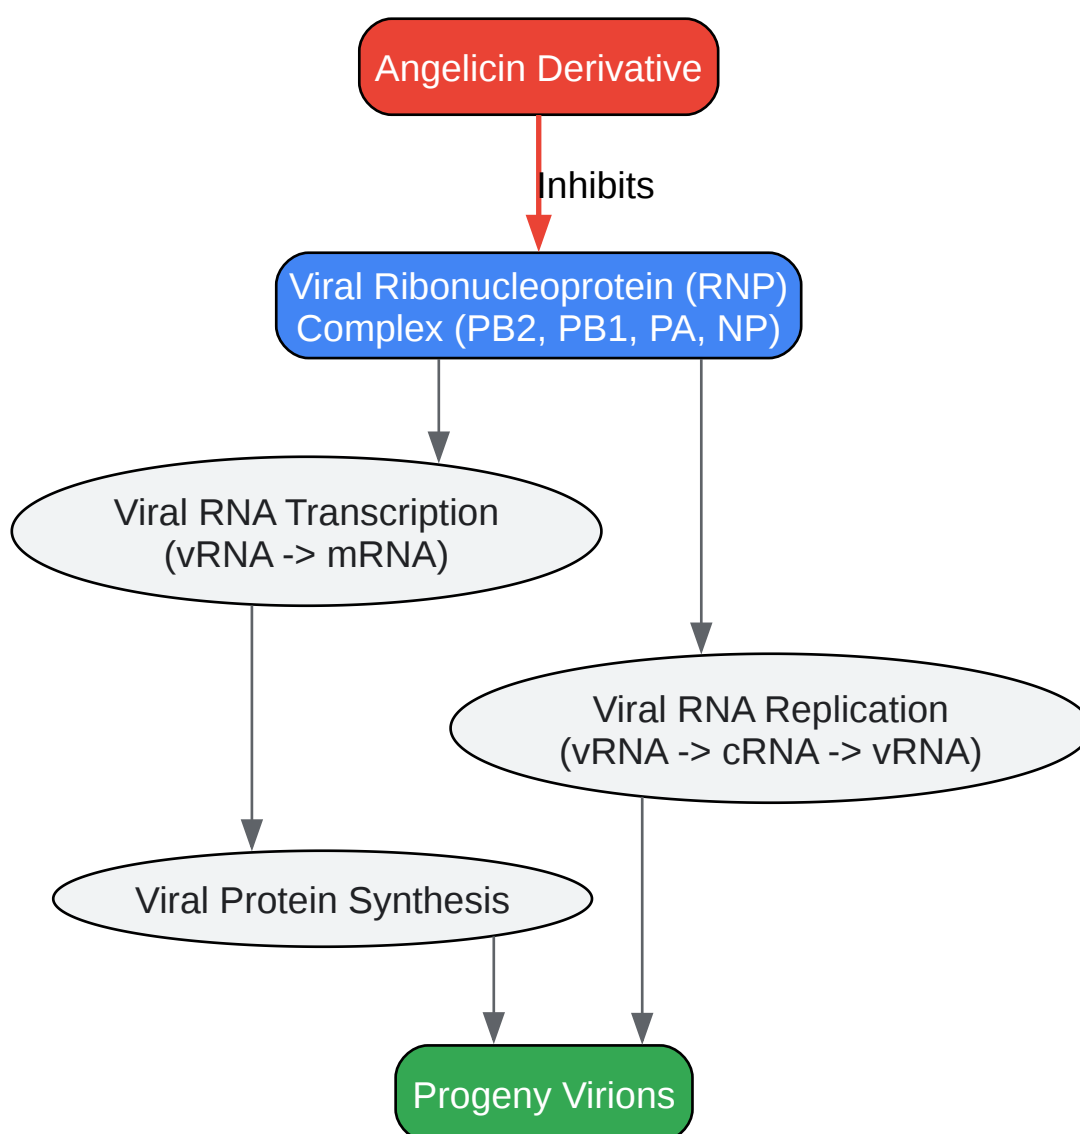 Angelicin Derivative
Inhibits
Viral Ribonucleoprotein (RNP)
Complex (PB2, PB1, PA, NP)
Viral RNA Transcription
(vRNA -> mRNA)
Viral RNA Replication
(vRNA -> cRNA -> vRNA)
Viral Protein Synthesis
Progeny Virions